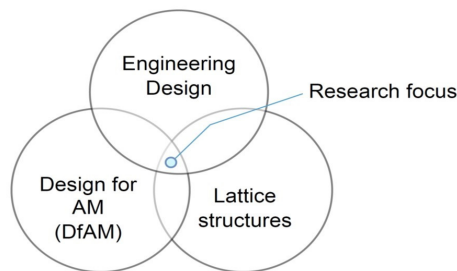 Engineering
Design
Research focus
Design for
AM
(DfAM)
Lattice
structures